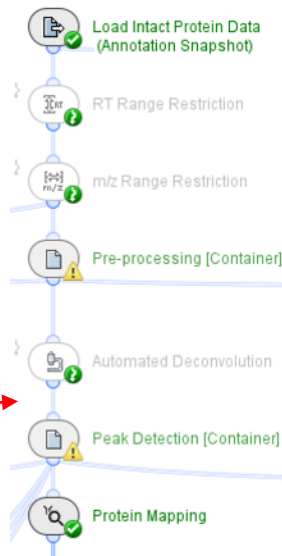 Load Intact Protein Data
(Annotation Snapshot)
RT
RT Range Restriction
m/z
m/z Range Restriction
Pre-processing [Container]
Automated Deconvolution
Peak Detection [Container]
Protein Mapping